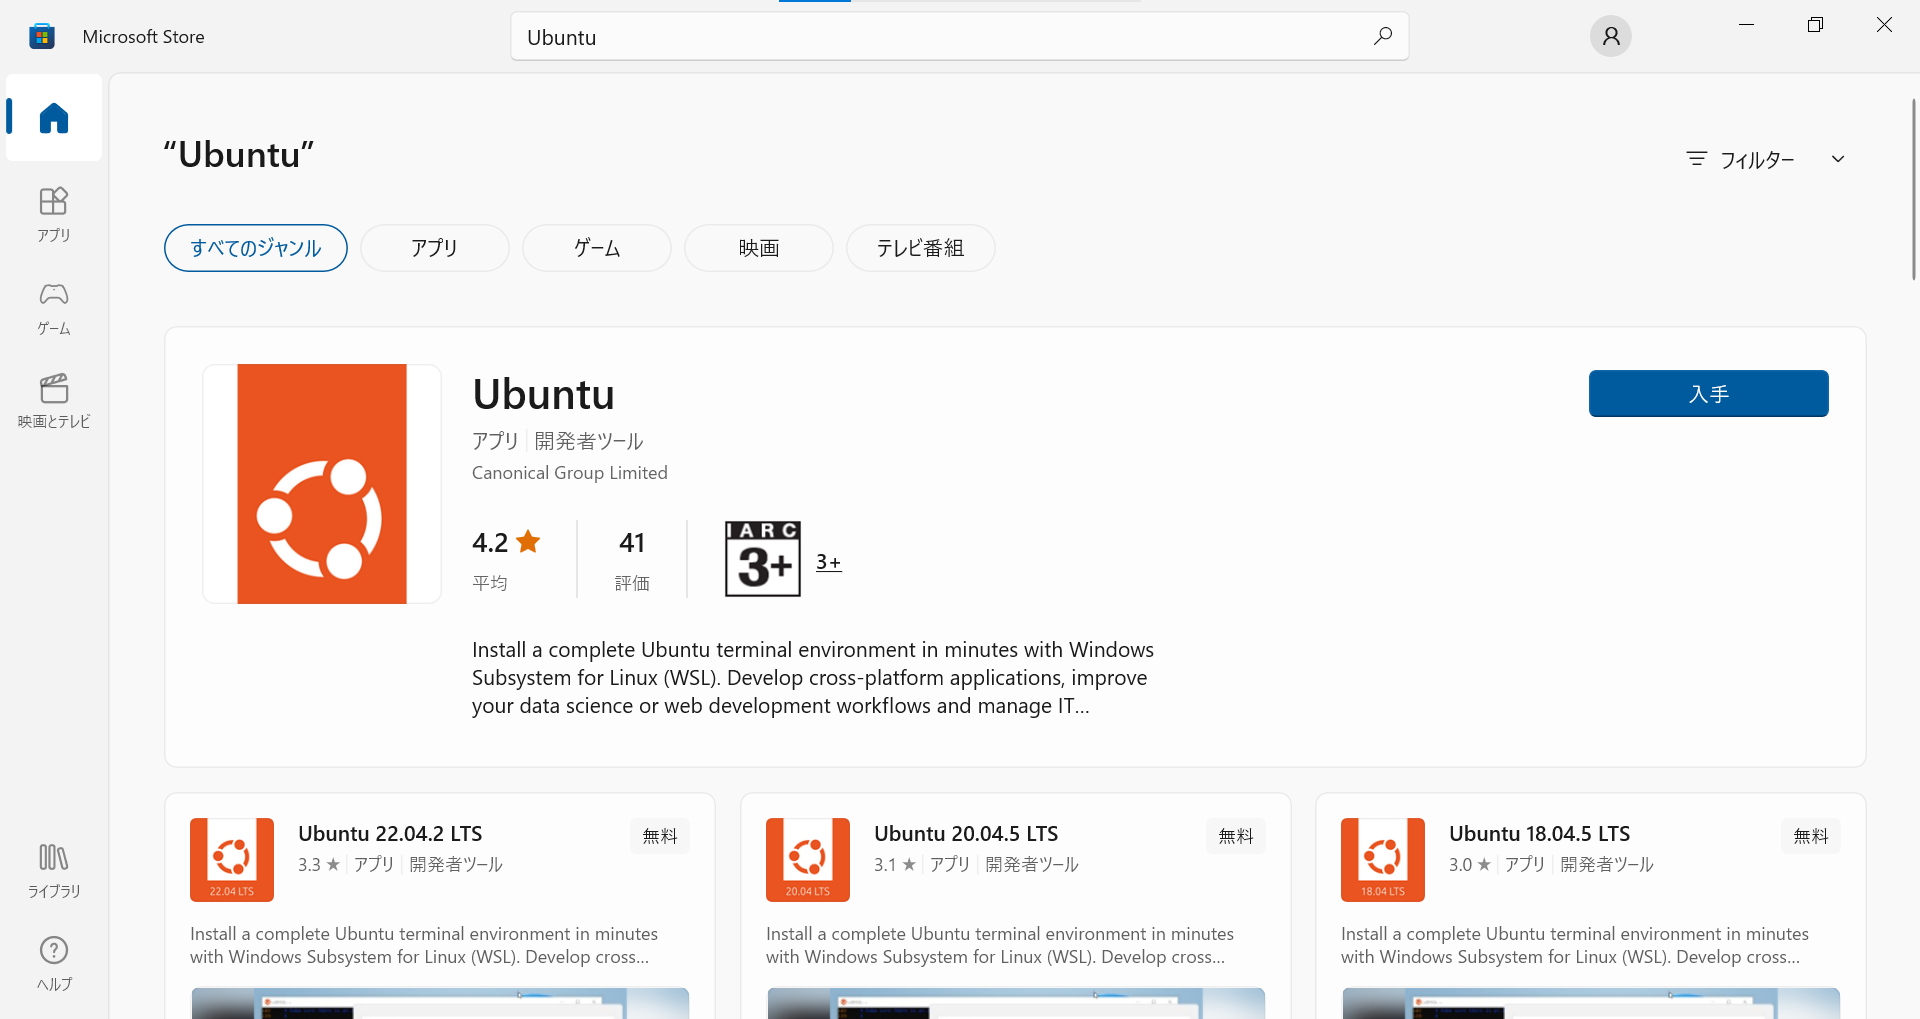 Microsoft Store
Ubuntu
アプリ
ゲーム
映画とテレビ
ライブラリ
ヘルプ
“Ubuntu”
フィルター
すべてのジャンル
アプリ
ゲーム
映画
テレビ番組
Ubuntu
入手
アプリ 開発者ツール
Canonical Group Limited
4.2
平均
41
評価
IARC
3+
3+
Install a complete Ubuntu terminal environment in minutes with Windows
Subsystem for Linux (WSL). Develop cross-platform applications, improve
your data science or web development workflows and manage IT...
22.04 LTS
Ubuntu 22.04.2 LTS
無料
3.3 ★ アプリ 開発者ツール
Install a complete Ubuntu terminal environment in minutes
with Windows Subsystem for Linux (WSL). Develop cross...
20.04 LTS
Ubuntu 20.04.5 LTS
無料
3.1 ★ アプリ 開発者ツール
Install a complete Ubuntu terminal environment in minutes
with Windows Subsystem for Linux (WSL). Develop cross...
18.04 LTS
Ubuntu 18.04.5 LTS
無料
3.0 ★ アプリ 開発者ツール
Install a complete Ubuntu terminal environment in minutes
with Windows Subsystem for Linux (WSL). Develop cross...